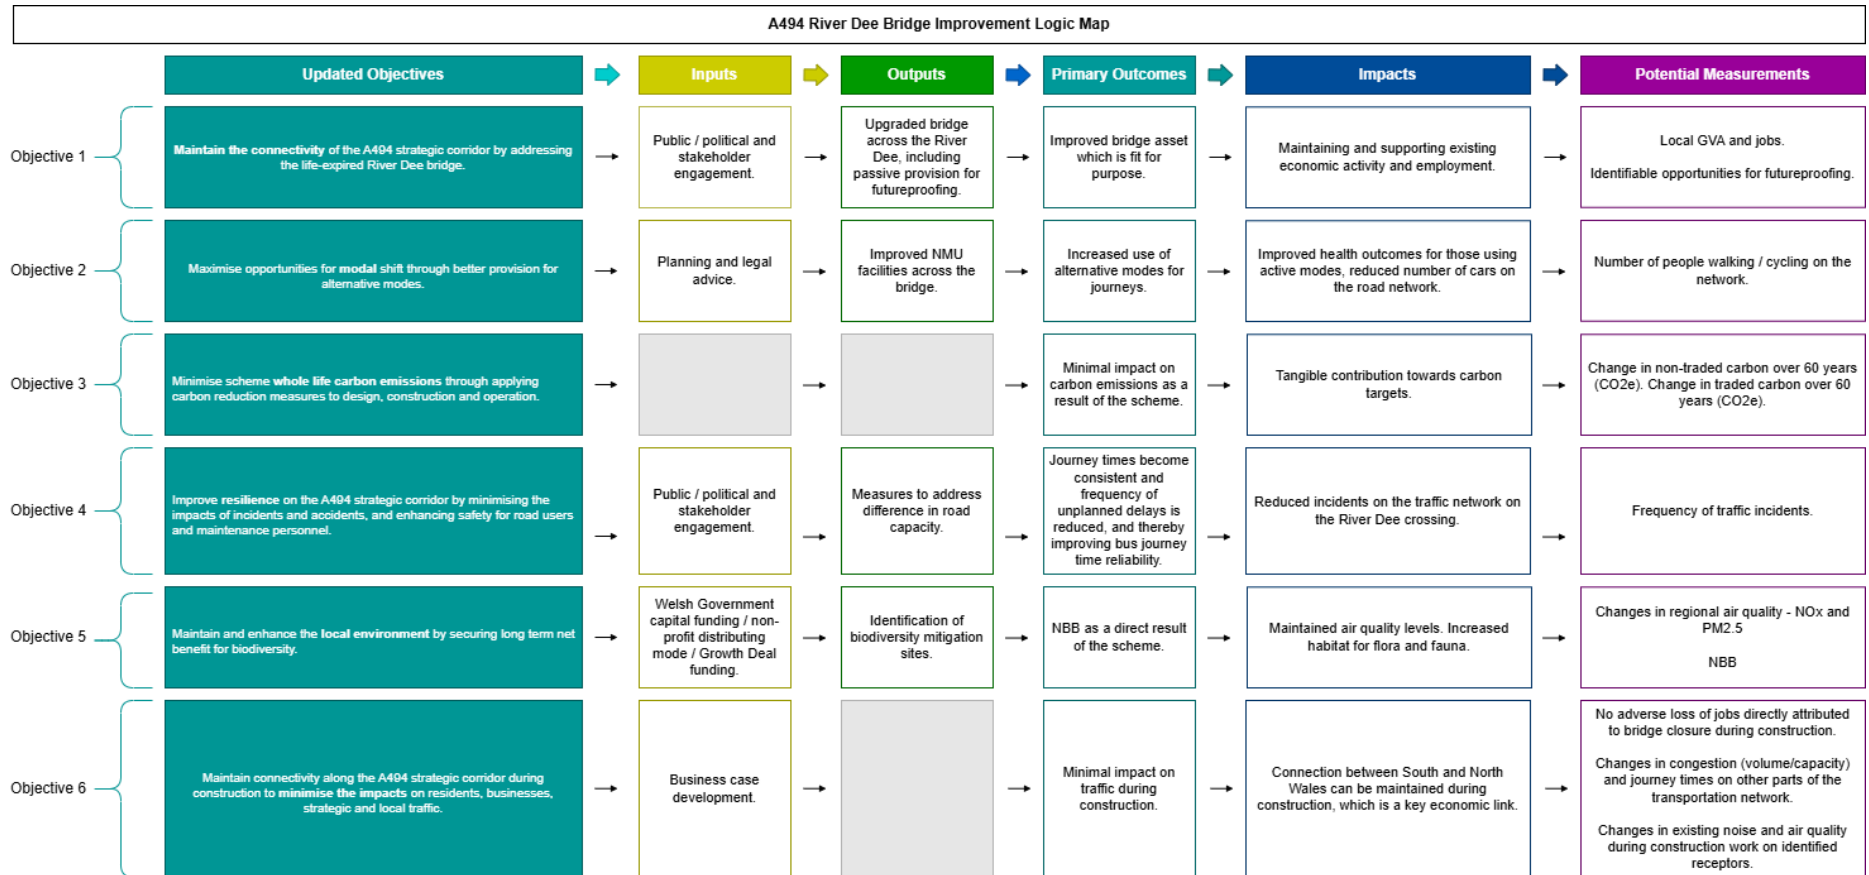 A494 River Dee Bridge Improvement Logic Map
Updated Objectives
Inputs
Outputs
Primary Outcomes
Impacts
Potential Measurements
Objective 1
Maintain the connectivity of the A494 strategic corridor by addressing
the life-expired River Dee bridge.
Public / political and
stakeholder
engagement.
Upgraded bridge
across the River
Dee, including
passive provision for
futureproofing.
Improved bridge asset
which is fit for
purpose.
Maintaining and supporting existing
economic activity and employment.
Local GVA and jobs.
Identifiable opportunities for futureproofing.
Objective 2
Maximise opportunities for modal shift through better provision for
alternative modes.
Planning and legal
advice.
Improved NMU
facilities across the
bridge.
Increased use of
alternative modes for
journeys.
Improved health outcomes for those using
active modes, reduced number of cars on
the road network.
Number of people walking / cycling on the
network.
Objective 3
Minimise scheme whole life carbon emissions through applying
carbon reduction measures to design, construction and operation.
Minimal impact on
carbon emissions as a
result of the scheme.
Tangible contribution towards carbon
targets.
Change in non-traded carbon over 60 years
(CO2e). Change in traded carbon over 60
years (CO2e).
Objective 4
Improve resilience on the A494 strategic corridor by minimising the
impacts of incidents and accidents, and enhancing safety for road users
and maintenance personnel.
Public / political and
stakeholder
engagement.
Measures to address
difference in road
capacity.
Journey times become
consistent and
frequency of
unplanned delays is
reduced, and thereby
improving bus journey
time reliability.
Reduced incidents on the traffic network on
the River Dee crossing.
Frequency of traffic incidents.
Objective 5
Maintain and enhance the local environment by securing long term net
benefit for biodiversity.
Welsh Government
capital funding / non-
profit distributing
mode / Growth Deal
funding.
Identification of
biodiversity mitigation
sites.
NBB as a direct result
of the scheme.
Maintained air quality levels. Increased
habitat for flora and fauna.
Changes in regional air quality - NOx and
PM2.5
NBB
Objective 6
Maintain connectivity along the A494 strategic corridor during
construction to minimise the impacts on residents, businesses,
strategic and local traffic.
Business case
development.
Minimal impact on
traffic during
construction.
Connection between South and North
Wales can be maintained during
construction, which is a key economic link.
No adverse loss of jobs directly attributed
to bridge closure during construction.
Changes in congestion (volume/capacity)
and journey times on other parts of the
transportation network.
Changes in existing noise and air quality
during construction work on identified
receptors.